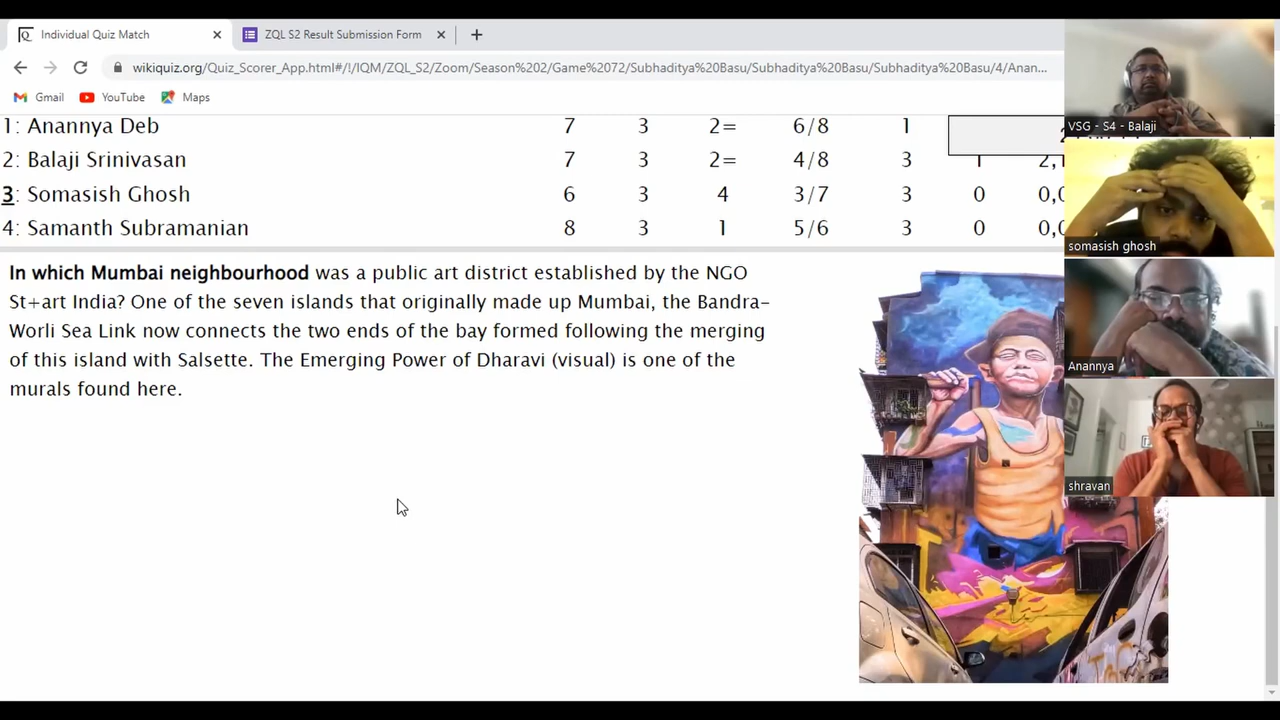 Individual Quiz Match
ZQL S2 Result Submission Form
wikiquiz.org/Quiz_Scorer_App.html#/I/IQM/ZQL_S2/Zoom/Season%202/Game%2072/Subhaditya%20Basu/Subhaditya%20Basu/Subhaditya%20Basu/4/Anan...
Gmail YouTube Maps
1: Anannya Deb 7 3 2= 6/8 1
2: Balaji Srinivasan 7 3 2= 4/8 3 1
3: Somasish Ghosh 6 3 4 3/7 3 0
4: Samanth Subramanian 8 3 1 5/6 3 0
In which Mumbai neighbourhood was a public art district established by the NGO
St+art India? One of the seven islands that originally made up Mumbai, the Bandra-
Worli Sea Link now connects the two ends of the bay formed following the merging
of this island with Salsette. The Emerging Power of Dharavi (visual) is one of the
murals found here.
VSG - S4 - Balaji
somasish ghosh
Anannya
shravan